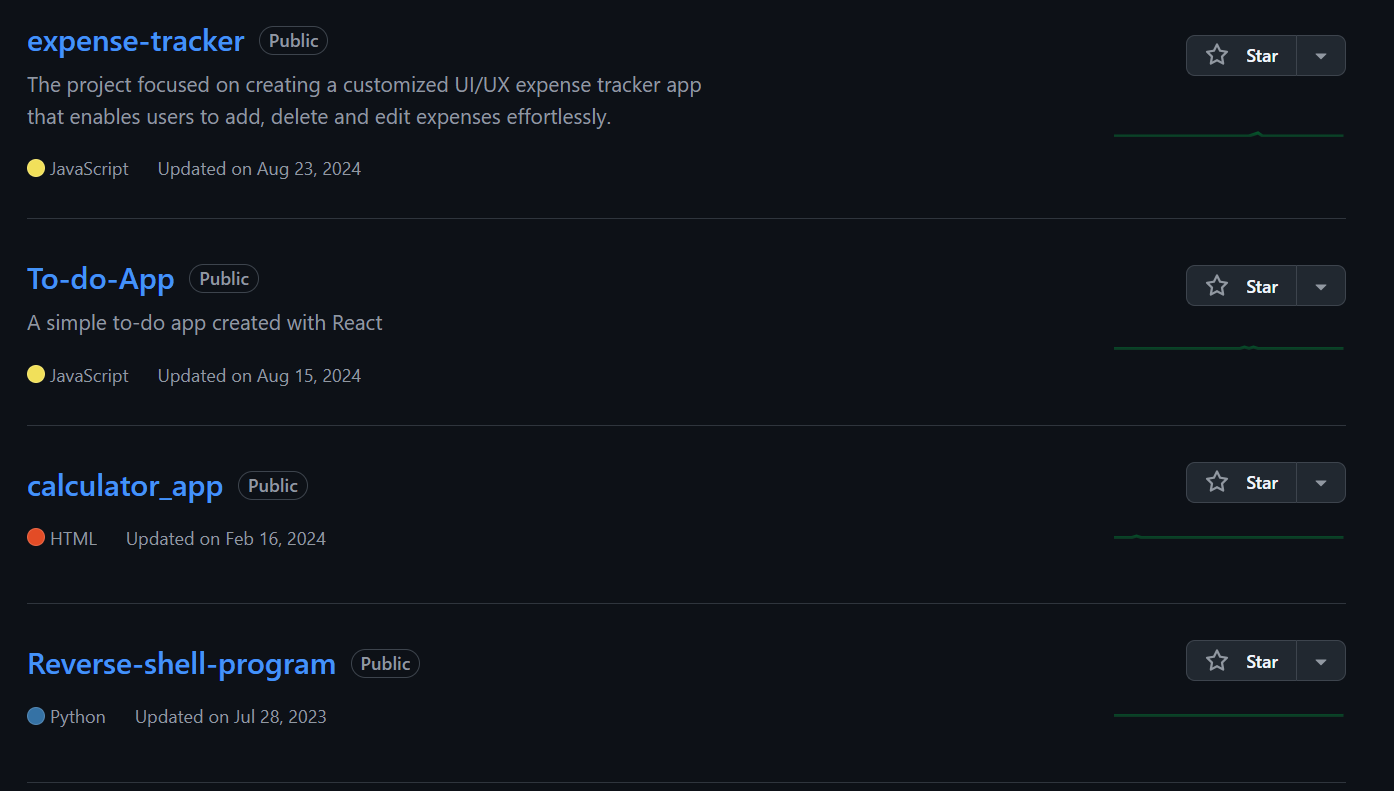 expense-tracker Public
Star
The project focused on creating a customized UI/UX expense tracker app
that enables users to add, delete and edit expenses effortlessly.
JavaScript Updated on Aug 23, 2024
To-do-App Public
Star
A simple to-do app created with React
JavaScript Updated on Aug 15, 2024
calculator_app Public
Star
HTML Updated on Feb 16, 2024
Reverse-shell-program Public
Star
Python Updated on Jul 28, 2023